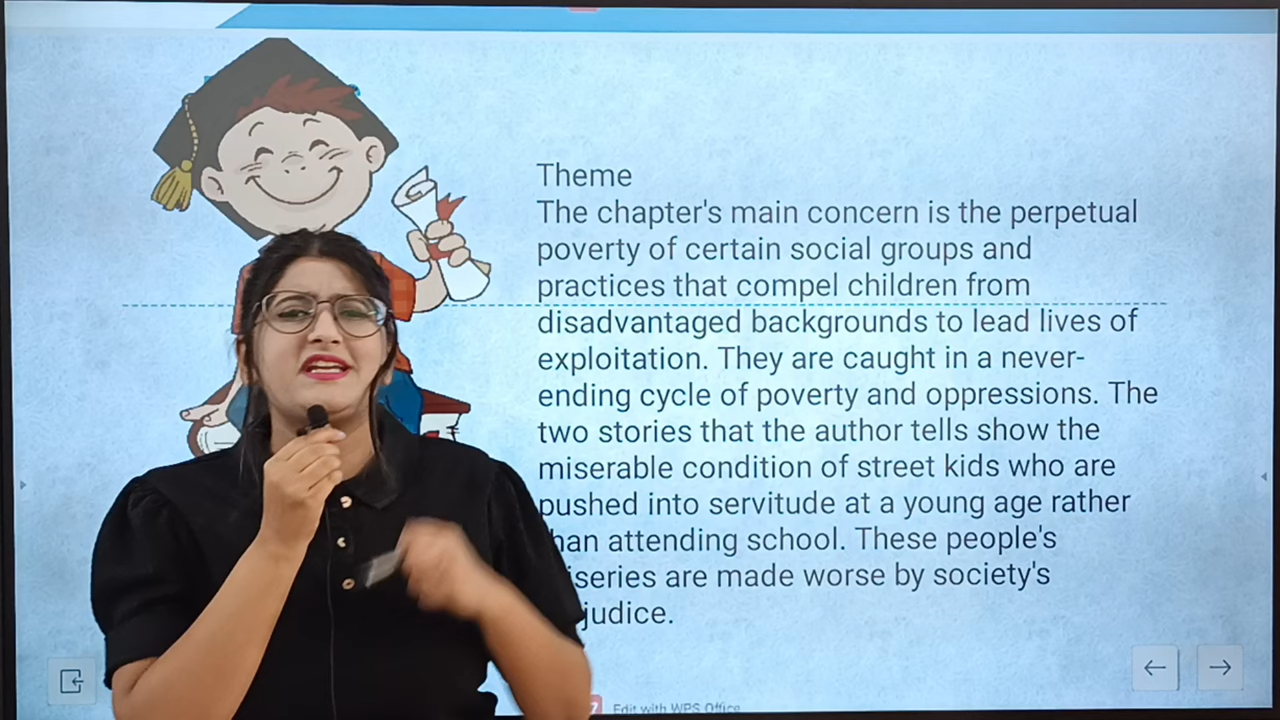 Theme
The chapter's main concern is the perpetual
poverty of certain social groups and
practices that compel children from
disadvantaged backgrounds to lead lives of
exploitation. They are caught in a never-
ending cycle of poverty and oppressions. The
two stories that the author tells show the
miserable condition of street kids who are
pushed into servitude at a young age rather
han attending school. These people's
iseries are made worse by society's
judice.
Edit with WPS Office